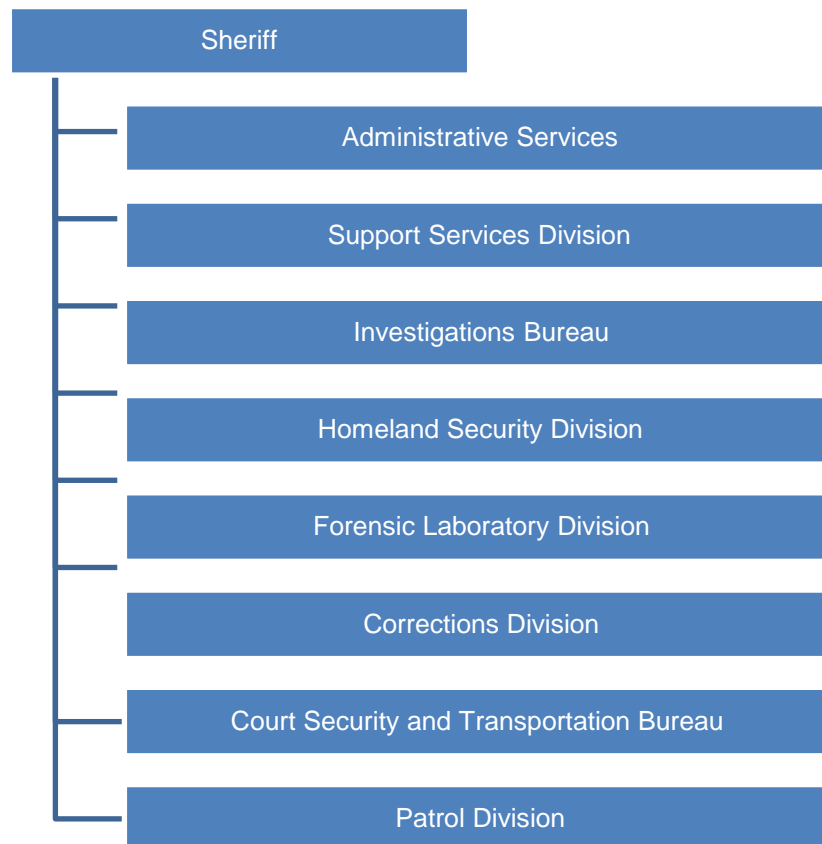 Sheriff
Administrative Services
Support Services Division
Investigations Bureau
Homeland Security Division
Forensic Laboratory Division
Corrections Division
Court Security and Transportation Bureau
Patrol Division